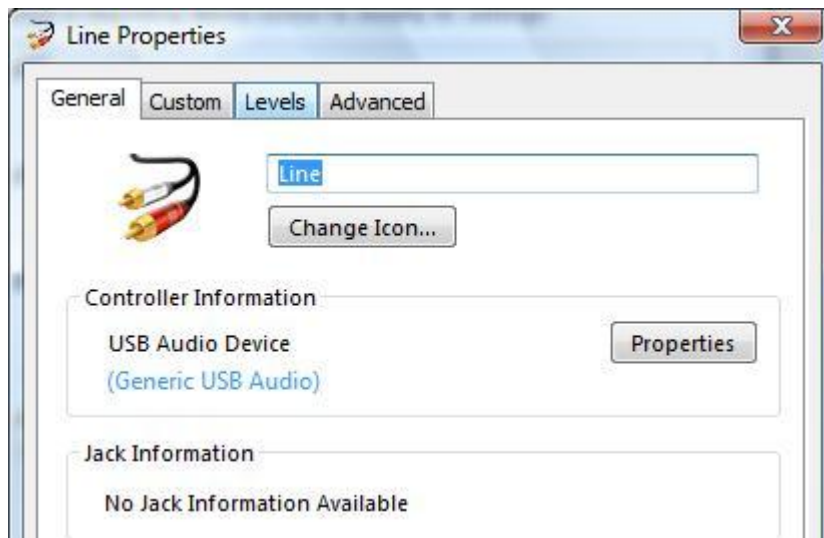 Line Properties
General Custom Levels Advanced
Line
Change Icon...
Controller Information
USB Audio Device
Properties
(Generic USB Audio)
Jack Information
No Jack Information Available